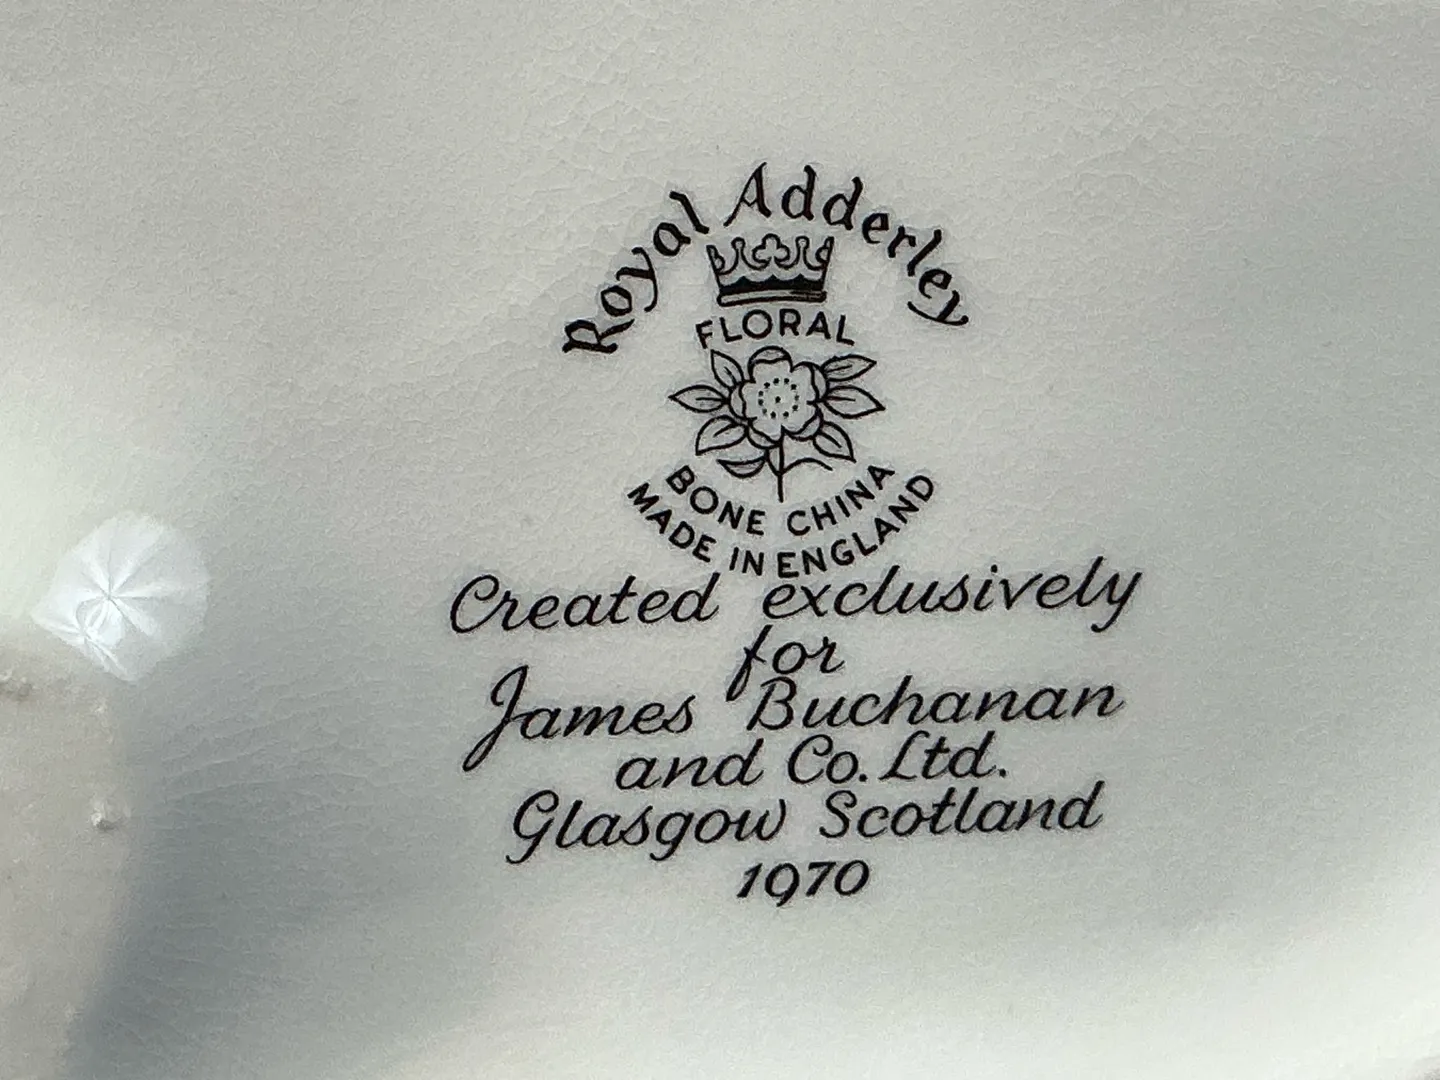 Royal Adderley
FLORAL
BONE CHINA
MADE IN ENGLAND
Created exclusively
for
James Buchanan
and Co. Ltd.
Glasgow Scotland
1970